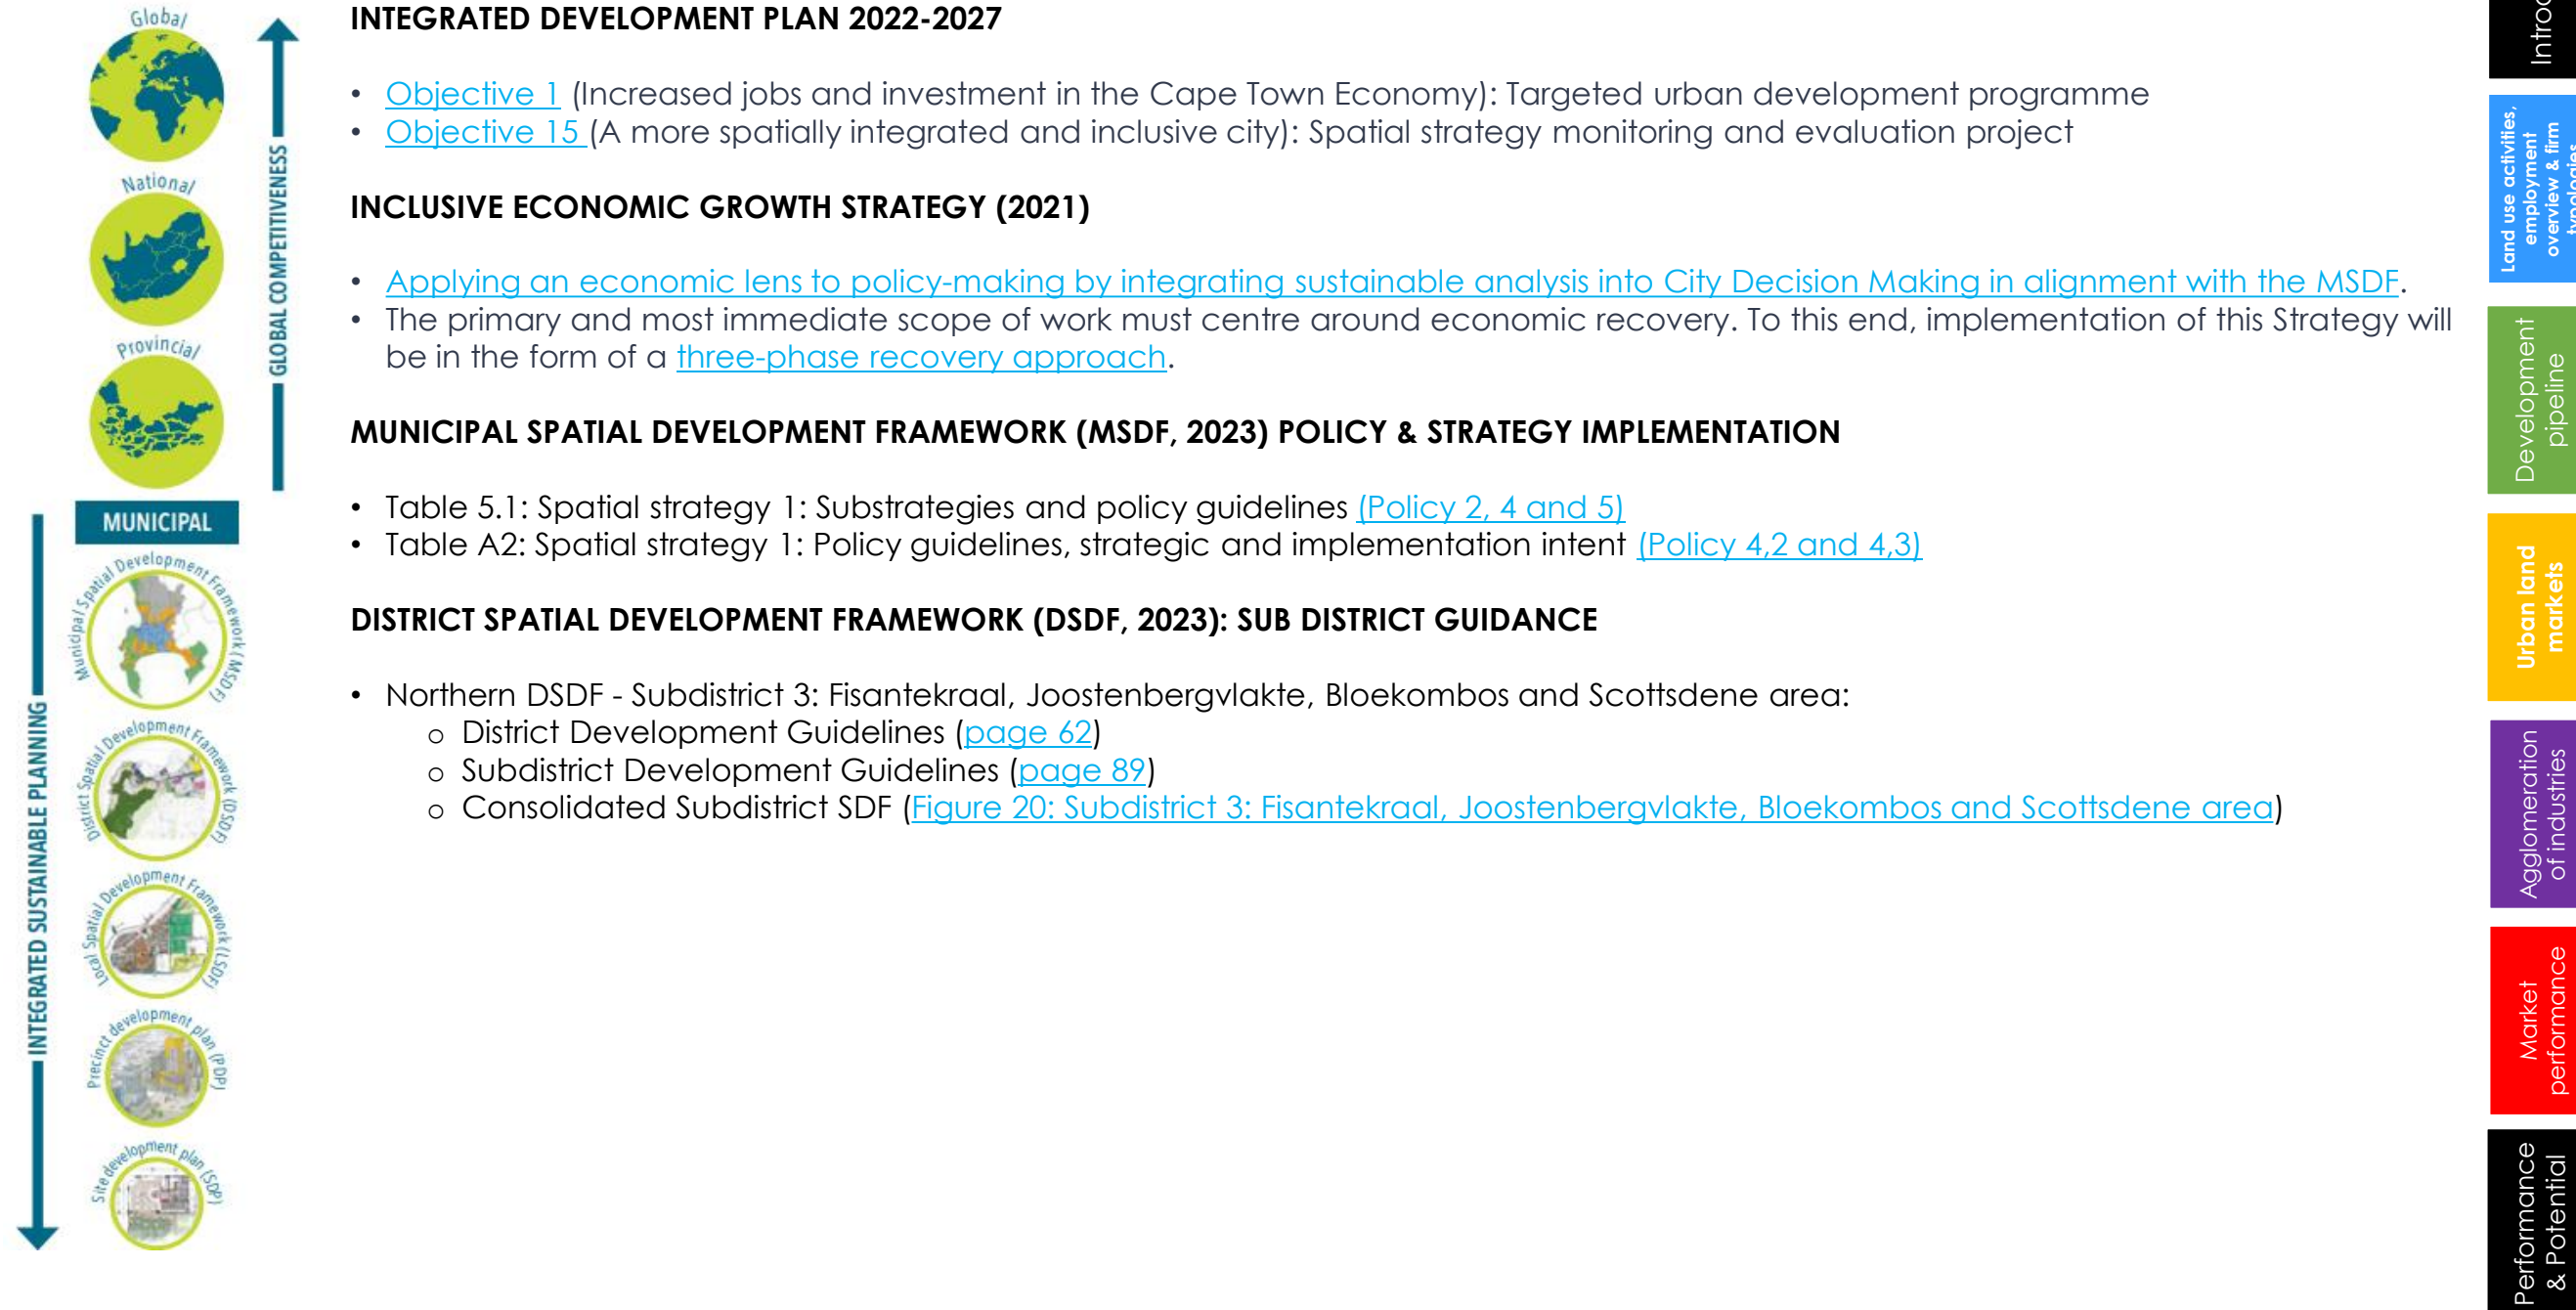 Global
National
Provincial
GLOBAL COMPETITIVENESS
MUNICIPAL
Municipal Spatial Development Framework (MSDF)
District Spatial Development Framework (DSDF)
Local Spatial Development Framework (LSDF)
Precinct development plan (PDP)
Site development plan (SDP)
INTEGRATED SUSTAINABLE PLANNING
INTEGRATED DEVELOPMENT PLAN 2022-2027
• Objective 1 (Increased jobs and investment in the Cape Town Economy): Targeted urban development programme
• Objective 15 (A more spatially integrated and inclusive city): Spatial strategy monitoring and evaluation project
INCLUSIVE ECONOMIC GROWTH STRATEGY (2021)
• Applying an economic lens to policy-making by integrating sustainable analysis into City Decision Making in alignment with the MSDF.
• The primary and most immediate scope of work must centre around economic recovery. To this end, implementation of this Strategy will
be in the form of a three-phase recovery approach.
MUNICIPAL SPATIAL DEVELOPMENT FRAMEWORK (MSDF, 2023) POLICY & STRATEGY IMPLEMENTATION
• Table 5.1: Spatial strategy 1: Substrategies and policy guidelines (Policy 2, 4 and 5)
• Table A2: Spatial strategy 1: Policy guidelines, strategic and implementation intent (Policy 4,2 and 4,3)
DISTRICT SPATIAL DEVELOPMENT FRAMEWORK (DSDF, 2023): SUB DISTRICT GUIDANCE
• Northern DSDF - Subdistrict 3: Fisantekraal, Joostenbergvlakte, Bloekombos and Scottsdene area:
o District Development Guidelines (page 62)
o Subdistrict Development Guidelines (page 89)
o Consolidated Subdistrict SDF (Figure 20: Subdistrict 3: Fisantekraal, Joostenbergvlakte, Bloekombos and Scottsdene area)
Land use activities,
employment
overview & firm
typologies
Development
pipeline
Urban land
markets
Agglomeration
of industries
Market
performance
Performance
& Potential